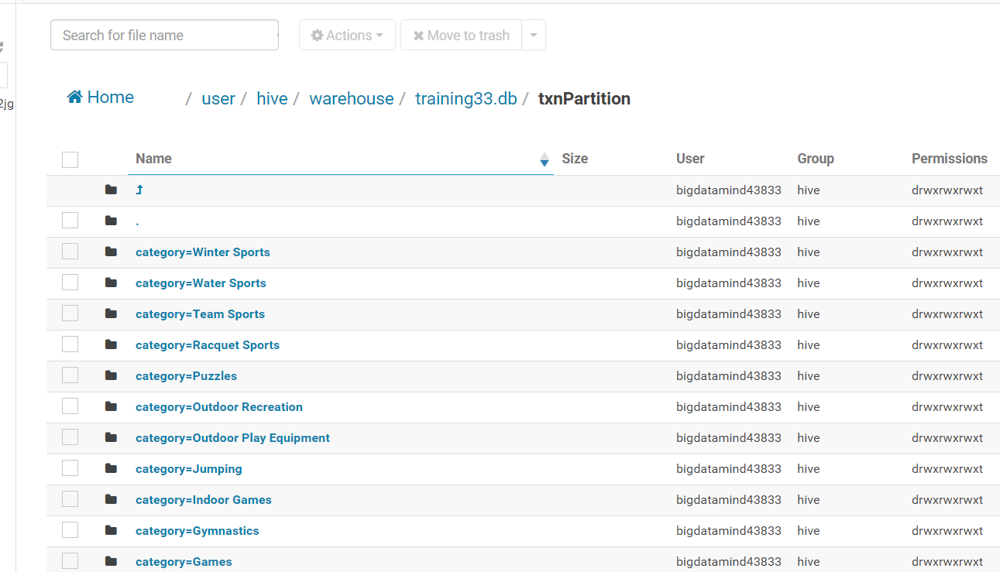 Search for file name
Actions
Move to trash
2jg
Home / user / hive / warehouse / training33.db / txnPartition
Name Size User Group Permissions
bigdatamind43833 hive drwxrwxrwxt
. bigdatamind43833 hive drwxrwxrwxt
category=Winter Sports bigdatamind43833 hive drwxrwxrwxt
category=Water Sports bigdatamind43833 hive drwxrwxrwxt
category=Team Sports bigdatamind43833 hive drwxrwxrwxt
category=Racquet Sports bigdatamind43833 hive drwxrwxrwxt
category=Puzzles bigdatamind43833 hive drwxrwxrwxt
category=Outdoor Recreation bigdatamind43833 hive drwxrwxrwxt
category=Outdoor Play Equipment bigdatamind43833 hive drwxrwxrwxt
category=Jumping bigdatamind43833 hive drwxrwxrwxt
category=Indoor Games bigdatamind43833 hive drwxrwxrwxt
category=Gymnastics bigdatamind43833 hive drwxrwxrwxt
category=Games bigdatamind43833 hive drwxrwxrwxt